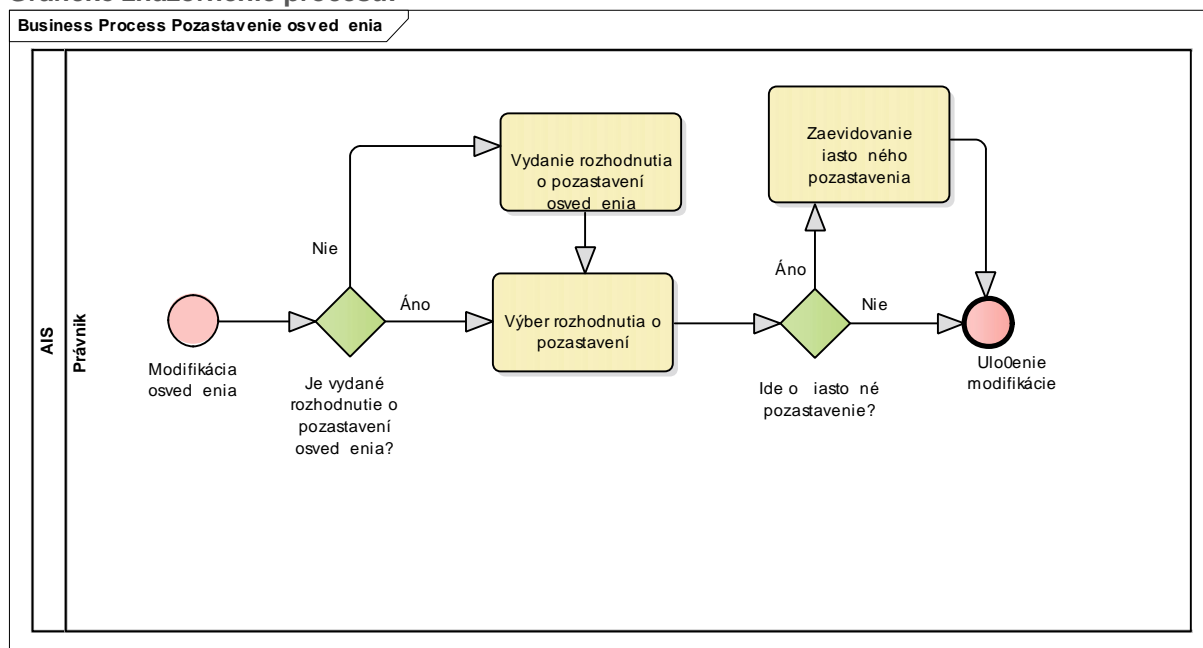 Business Process Pozastavenie osved enia
AIS
Právnik
Modifikácia
osved enia
Je vydané
rozhodnutie o
pozastavení
osved enia?
Nie
Áno
Vydanie rozhodnutia
o pozastavení
osved enia
Výber rozhodnutia o
pozastavení
Ide o iasto né
pozastavenie?
Áno
Nie
Zaevidovanie
iasto ného
pozastavenia
Ulo0enie
modifikácie